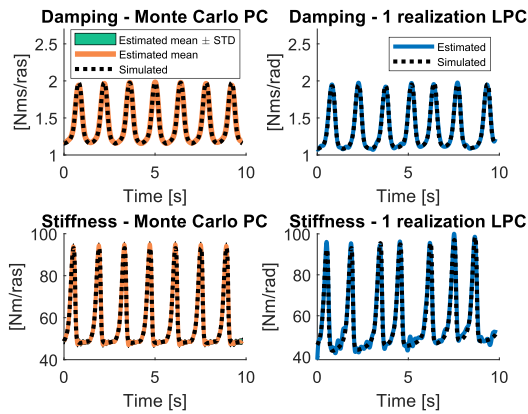 Damping - Monte Carlo PC
Damping - 1 realization LPC
[Nms/ras]
2.5
2
1.5
1
Estimated mean ± STD
Estimated mean
Simulated
0
5
10
Time [s]
[Nms/rad]
2.5
2
1.5
1
Estimated
Simulated
0
5
10
Time [s]
Stiffness - Monte Carlo PC
Stiffness - 1 realization LPC
[Nm/ras]
100
80
60
40
0
5
10
Time [s]
[Nm/rad]
100
80
60
40
0
5
10
Time [s]